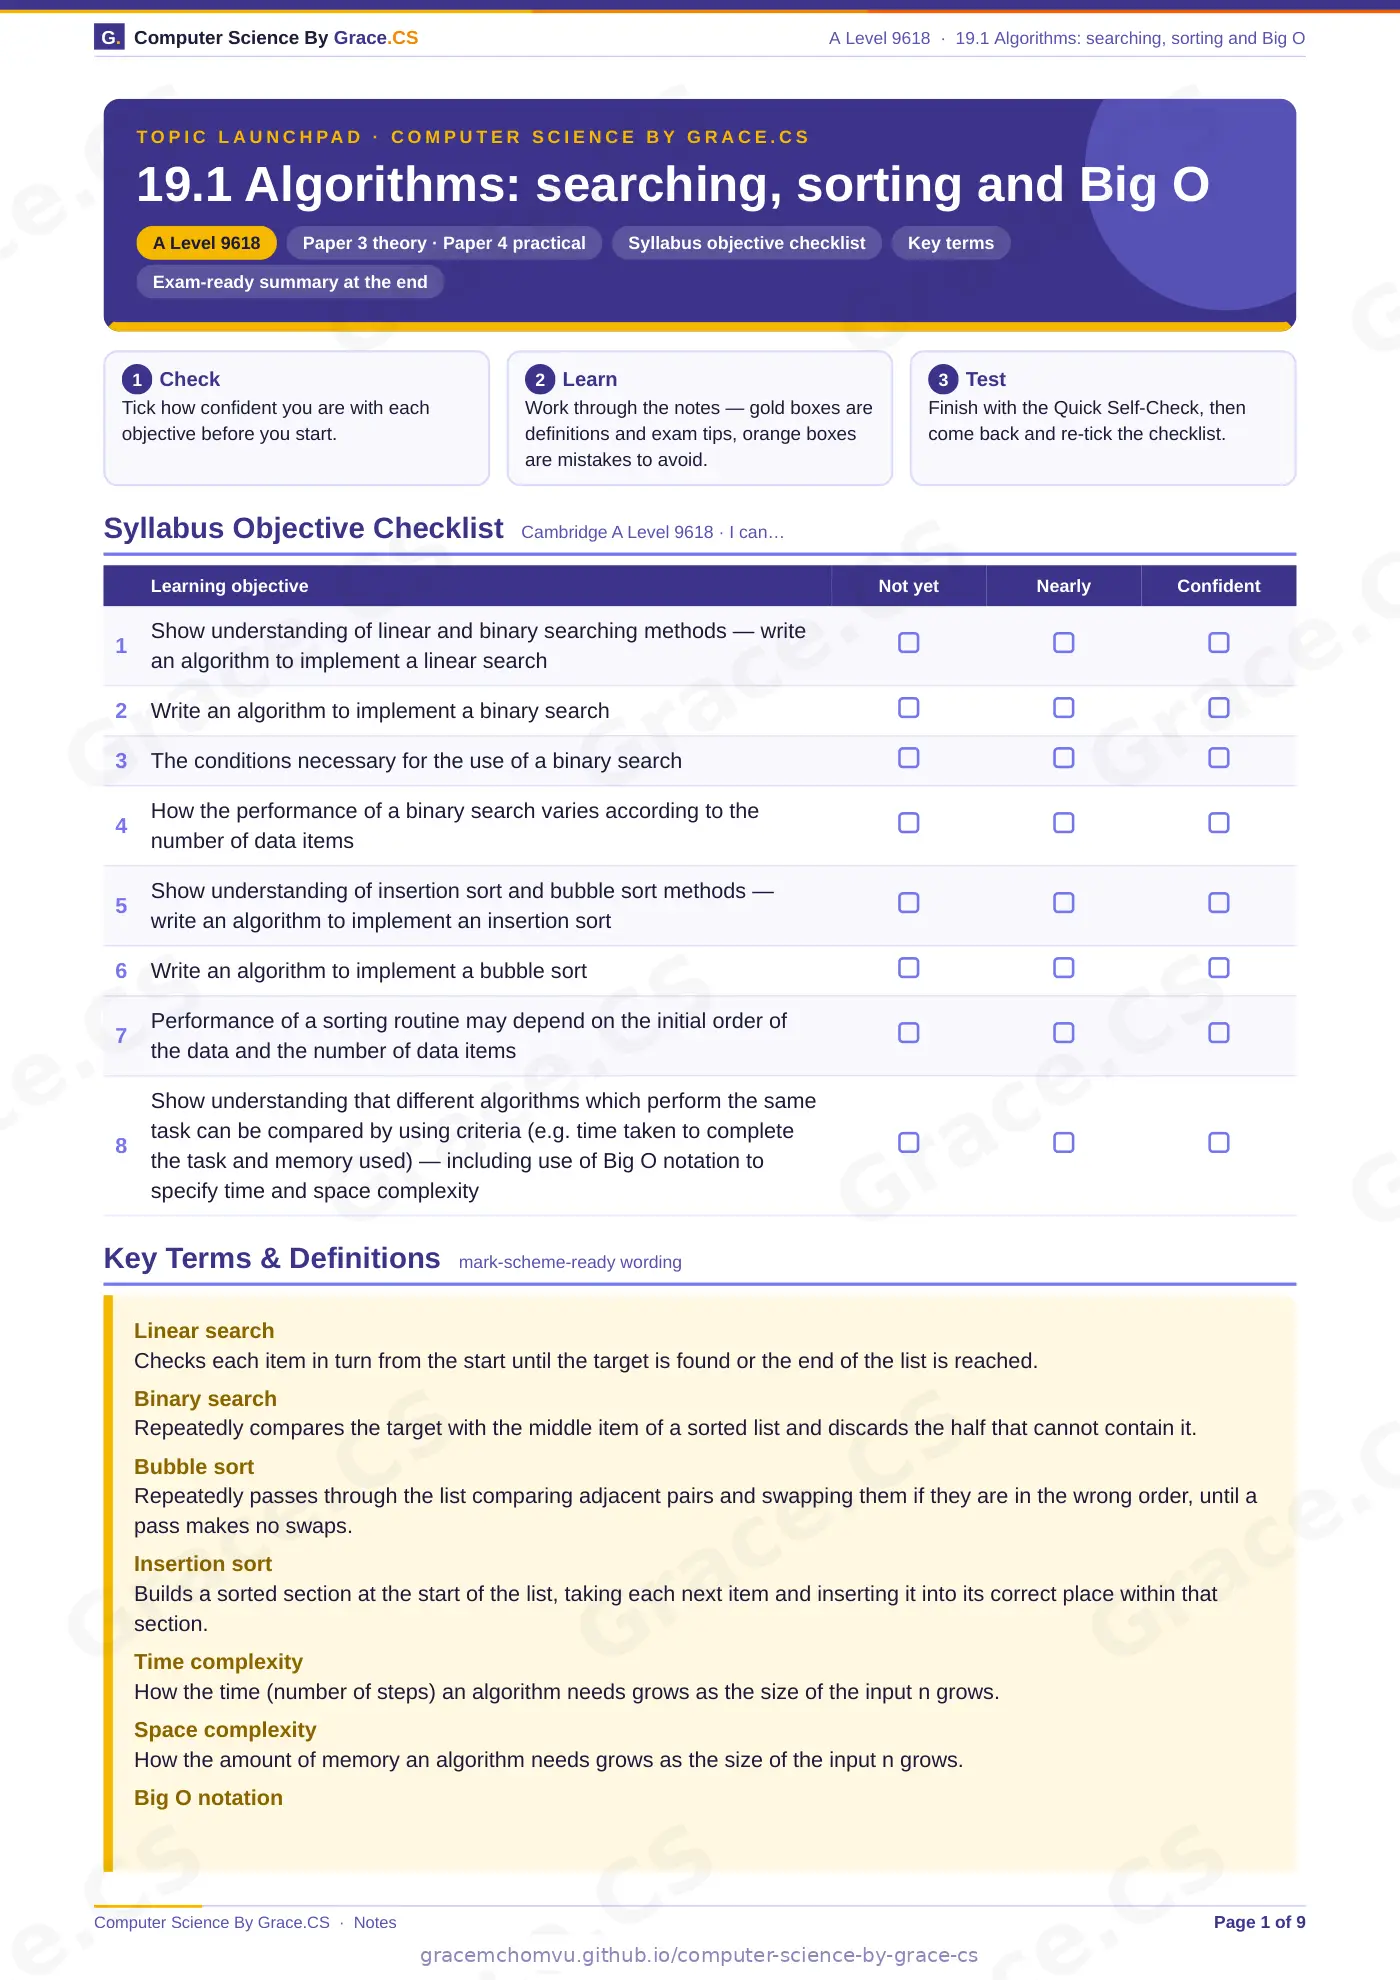 G. Computer Science By Grace.CS
A Level 9618 · 19.1 Algorithms: searching, sorting and Big O
TOPIC LAUNCHPAD · COMPUTER SCIENCE BY GRACE.CS
19.1 Algorithms: searching, sorting and Big O
A Level 9618 Paper 3 theory · Paper 4 practical Syllabus objective checklist Key terms
Exam-ready summary at the end
1 Check
Tick how confident you are with each
objective before you start.
2 Learn
Work through the notes — gold boxes are
definitions and exam tips, orange boxes
are mistakes to avoid.
3 Test
Finish with the Quick Self-Check, then
come back and re-tick the checklist.
Syllabus Objective Checklist Cambridge A Level 9618 · I can…
Learning objective Not yet Nearly Confident
1 Show understanding of linear and binary searching methods — write
an algorithm to implement a linear search
2 Write an algorithm to implement a binary search
3 The conditions necessary for the use of a binary search
4 How the performance of a binary search varies according to the
number of data items
5 Show understanding of insertion sort and bubble sort methods —
write an algorithm to implement an insertion sort
6 Write an algorithm to implement a bubble sort
7 Performance of a sorting routine may depend on the initial order of
the data and the number of data items
8 Show understanding that different algorithms which perform the same
task can be compared by using criteria (e.g. time taken to complete
the task and memory used) — including use of Big O notation to
specify time and space complexity
Key Terms & Definitions mark-scheme-ready wording
Linear search
Checks each item in turn from the start until the target is found or the end of the list is reached.
Binary search
Repeatedly compares the target with the middle item of a sorted list and discards the half that cannot contain it.
Bubble sort
Repeatedly passes through the list comparing adjacent pairs and swapping them if they are in the wrong order, until a
pass makes no swaps.
Insertion sort
Builds a sorted section at the start of the list, taking each next item and inserting it into its correct place within that
section.
Time complexity
How the time (number of steps) an algorithm needs grows as the size of the input n grows.
Space complexity
How the amount of memory an algorithm needs grows as the size of the input n grows.
Big O notation
Computer Science By Grace.CS · Notes
Page 1 of 9
gracemchomvu.github.io/computer-science-by-grace-cs